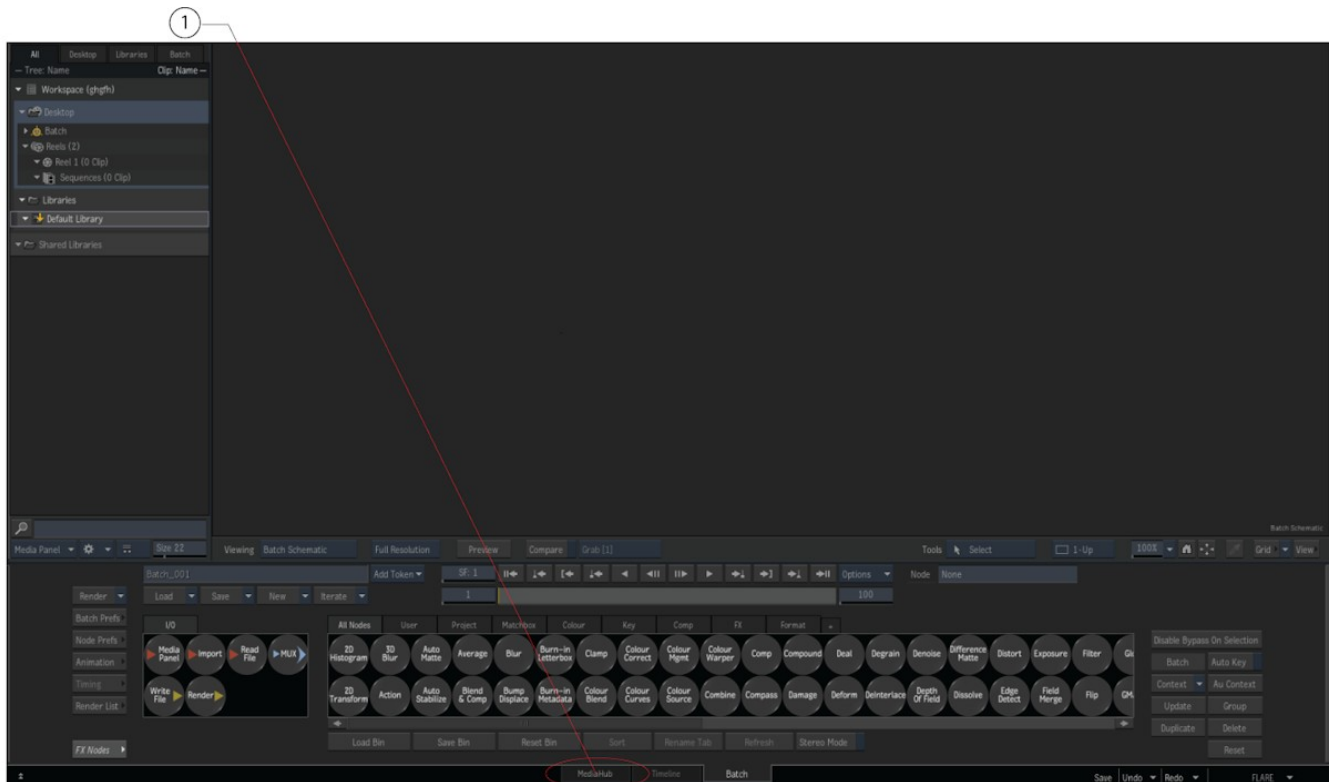 1
All Desktop Libraries Batch
Tree: Name Clip: Name
Workspace (ghgfh)
Desktop
Batch
Reels (2)
Reel 1 (0 Clip)
Sequences (0 Clip)
Libraries
Default Library
Shared Libraries
Batch Schematic
Media Panel Size 22 Viewing Batch Schematic Full Resolution Preview Compare Grab [1] Tools Select 1-Up 100% Grid View
Batch_001 Add Token SF: 1 Options Node None
Render Load Save New Iterate 1 100
Batch Prefs I/O All Nodes User Project Matchbox Colour Key Comp FX Format
Node Prefs Disable Bypass On Selection
Media Panel Import Read File MUX
2D Histogram 3D Blur Auto Matte Average Blur Burn-in Letterbox Clamp Colour Correct Colour Mgmt Colour Warper Comp Compound Deal Degrain Denoise Difference Matte Distort Exposure Filter
Animation Batch Auto Key
Timing Context Au Context
Write File Render
2D Transform Action Auto Stabilize Blend & Comp Bump Displace Burn-in Metadata Colour Blend Colour Curves Colour Source Combine Compass Damage Deform Deinterlace Depth Of Field Dissolve Edge Detect Field Merge Flip
Render List Update Group
Duplicate Delete
FX Nodes Load Bin Save Bin Reset Bin Sort Rename Tab Refresh Stereo Mode Reset
MediaHub Timeline Batch Save Undo Redo FLARE